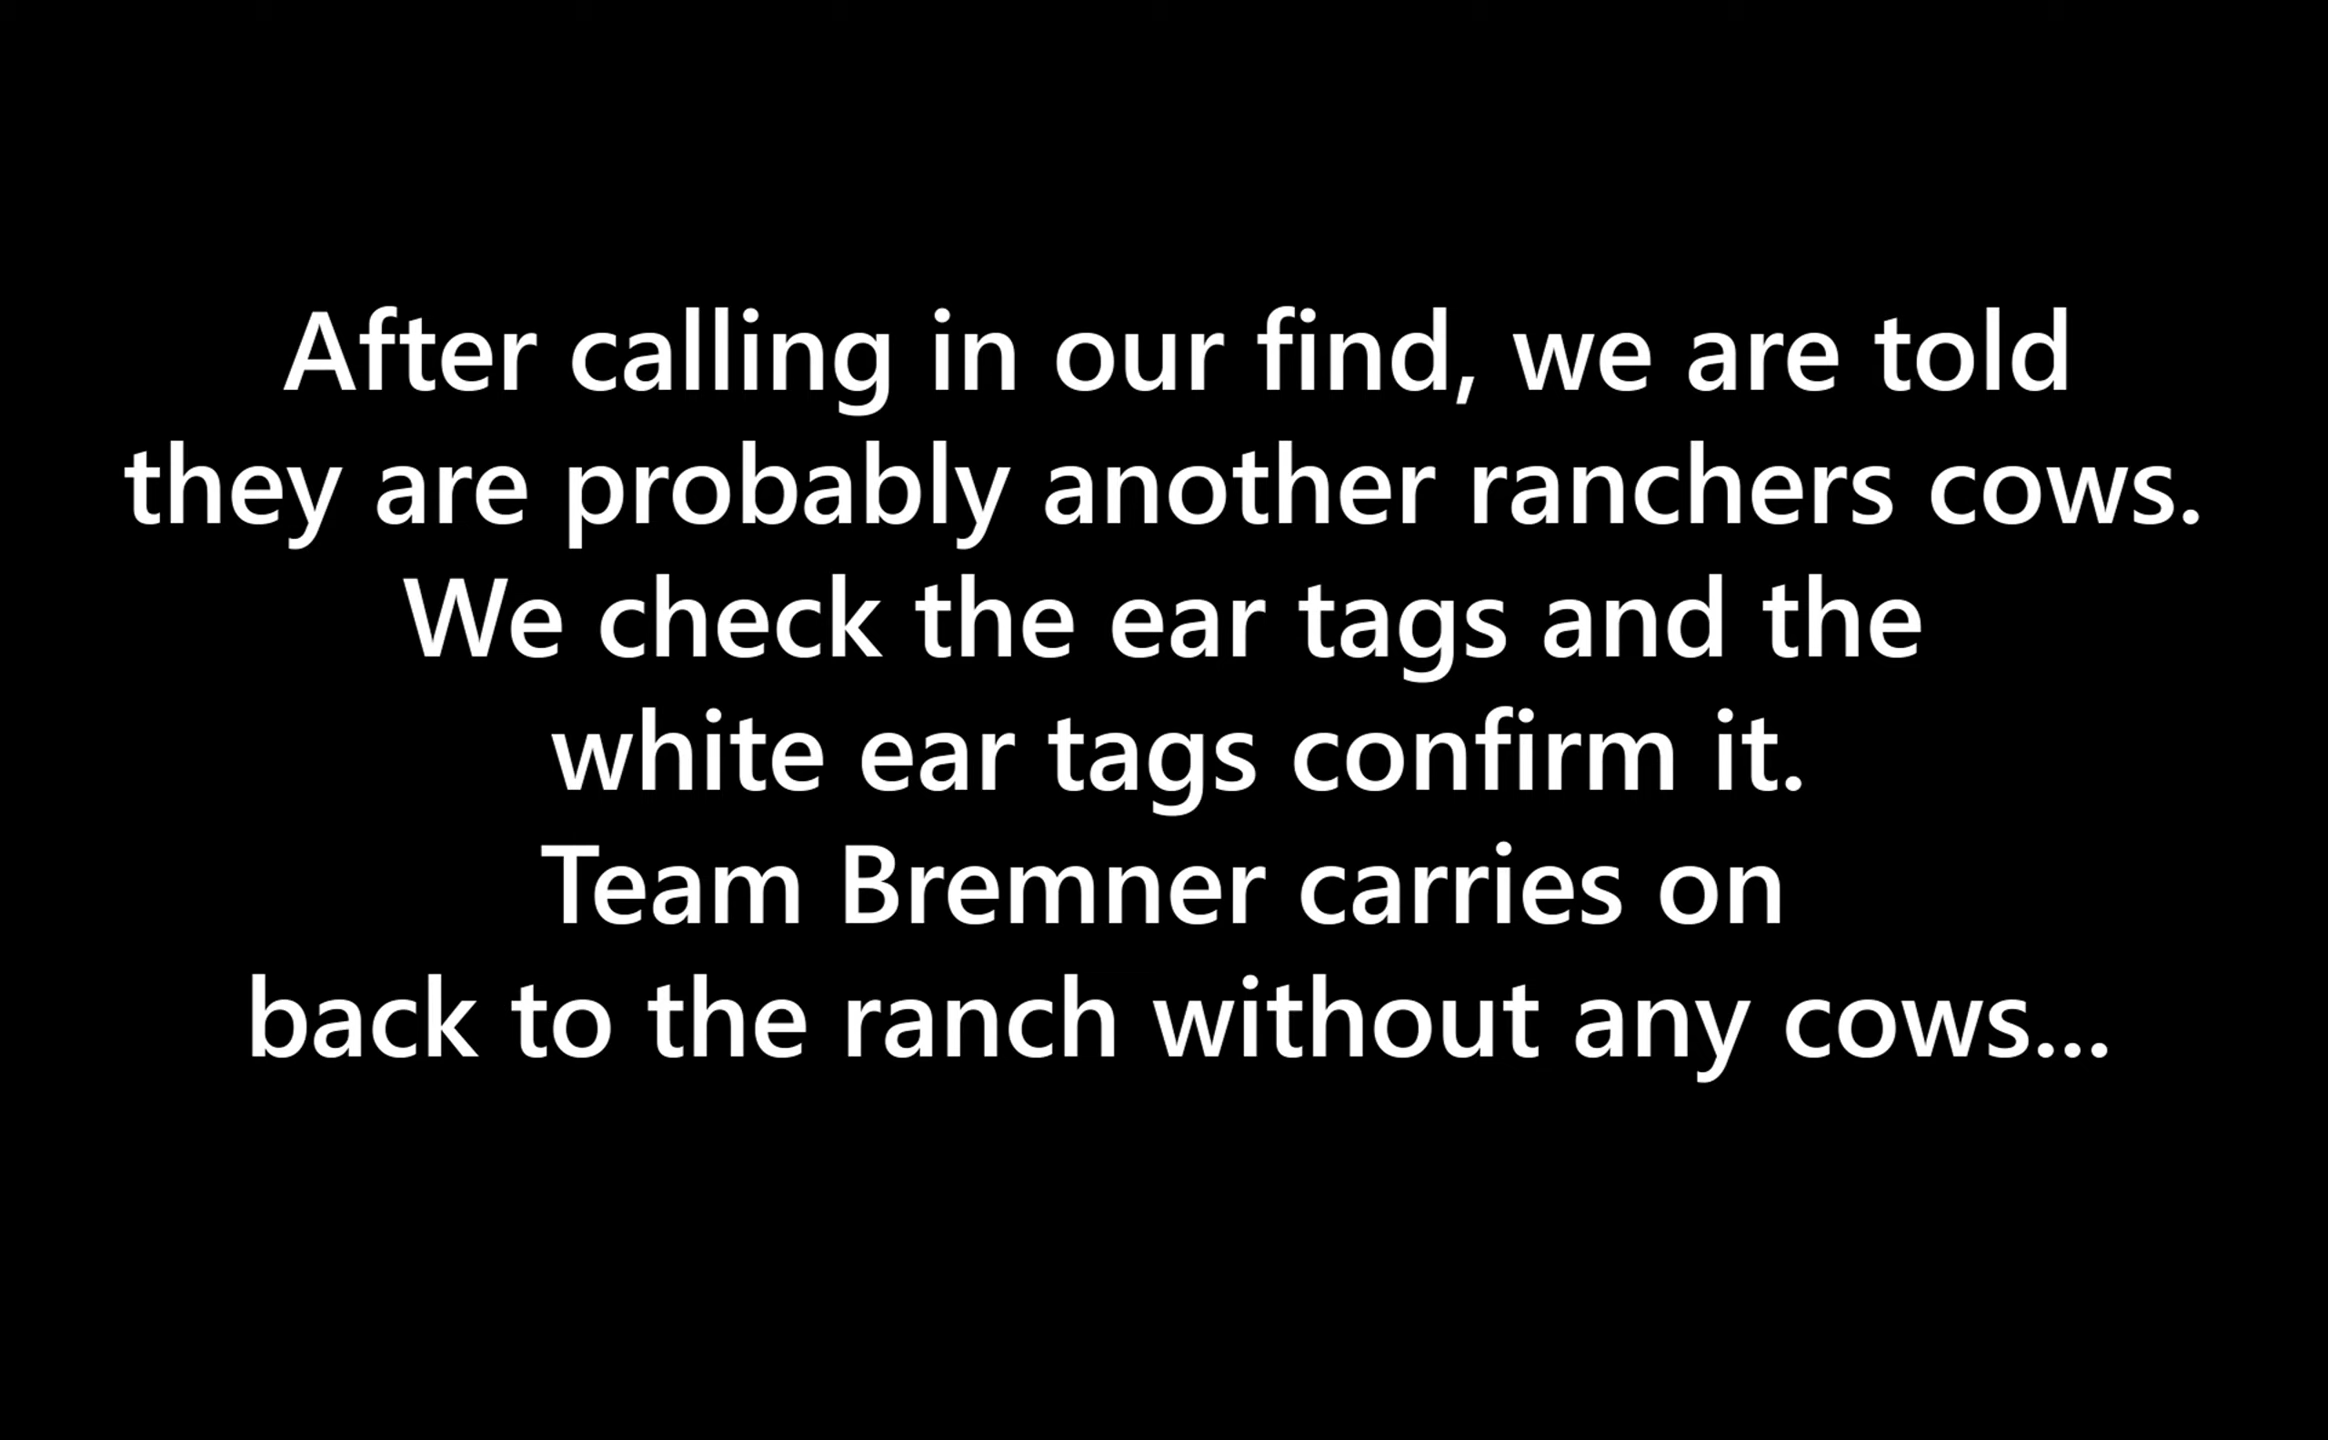 After calling in our find, we are told
they are probably another ranchers cows.
We check the ear tags and the
white ear tags confirm it.
Team Bremner carries on
back to the ranch without any cows...